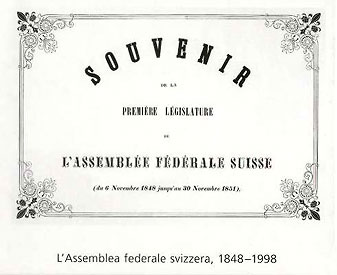 SOUVENIR
DE LA
PREMIÈRE LÉGISLATURE
DE
L'ASSEMBLÉE FÉDÉRALE SUISSE
(du 6 Novembre 1848 jusqu'au 30 Novembre 1851).
L'Assemblea federale svizzera, 1848–1998